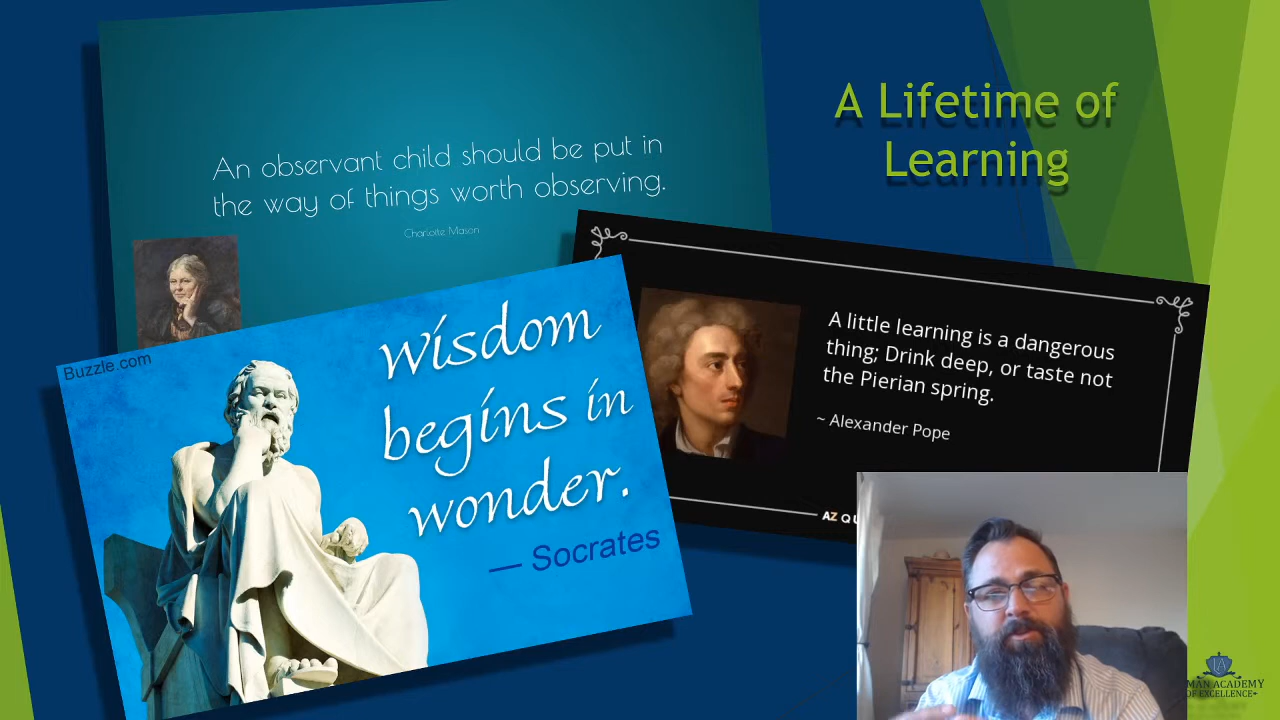 A Lifetime of
Learning
An observant child should be put in
the way of things worth observing.
Charlotte Mason
Buzzle.com
wisdom
begins in
wonder.
— Socrates
A little learning is a dangerous
thing; Drink deep, or taste not
the Pierian spring.
~ Alexander Pope
AZ QU
MAN ACADEMY
OF EXCELLENCE+